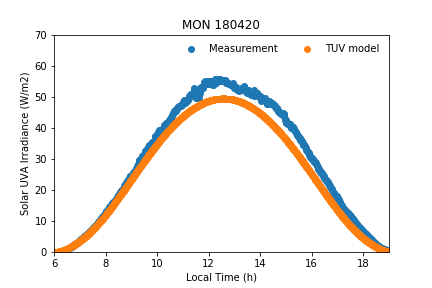 MON 180420
Measurement TUV model
Solar UVA Irradiance (W/m2)
70
60
50
40
30
20
10
0
6 8 10 12 14 16 18
Local Time (h)